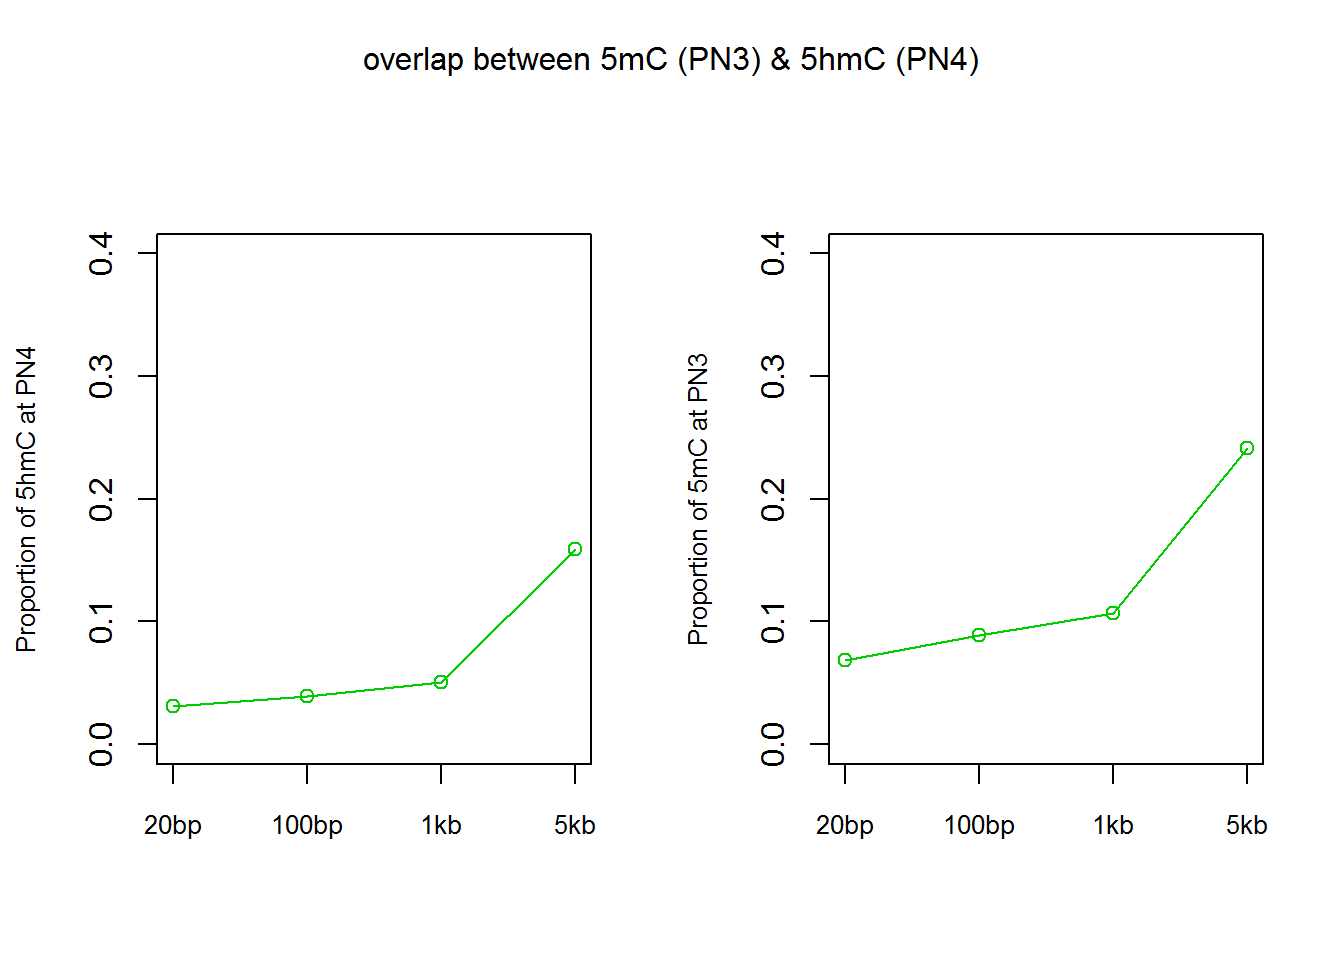 overlap between 5mC (PN3) & 5hmC (PN4)
Proportion of 5hmC at PN4
0.4
0.3
0.2
0.1
0.0
20bp 100bp 1kb 5kb
Proportion of 5mC at PN3
0.4
0.3
0.2
0.1
0.0
20bp 100bp 1kb 5kb